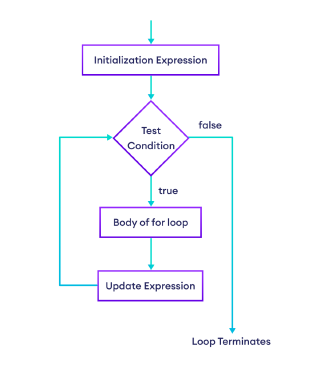 Initialization Expression
Test
Condition
false
true
Body of for loop
Update Expression
Loop Terminates